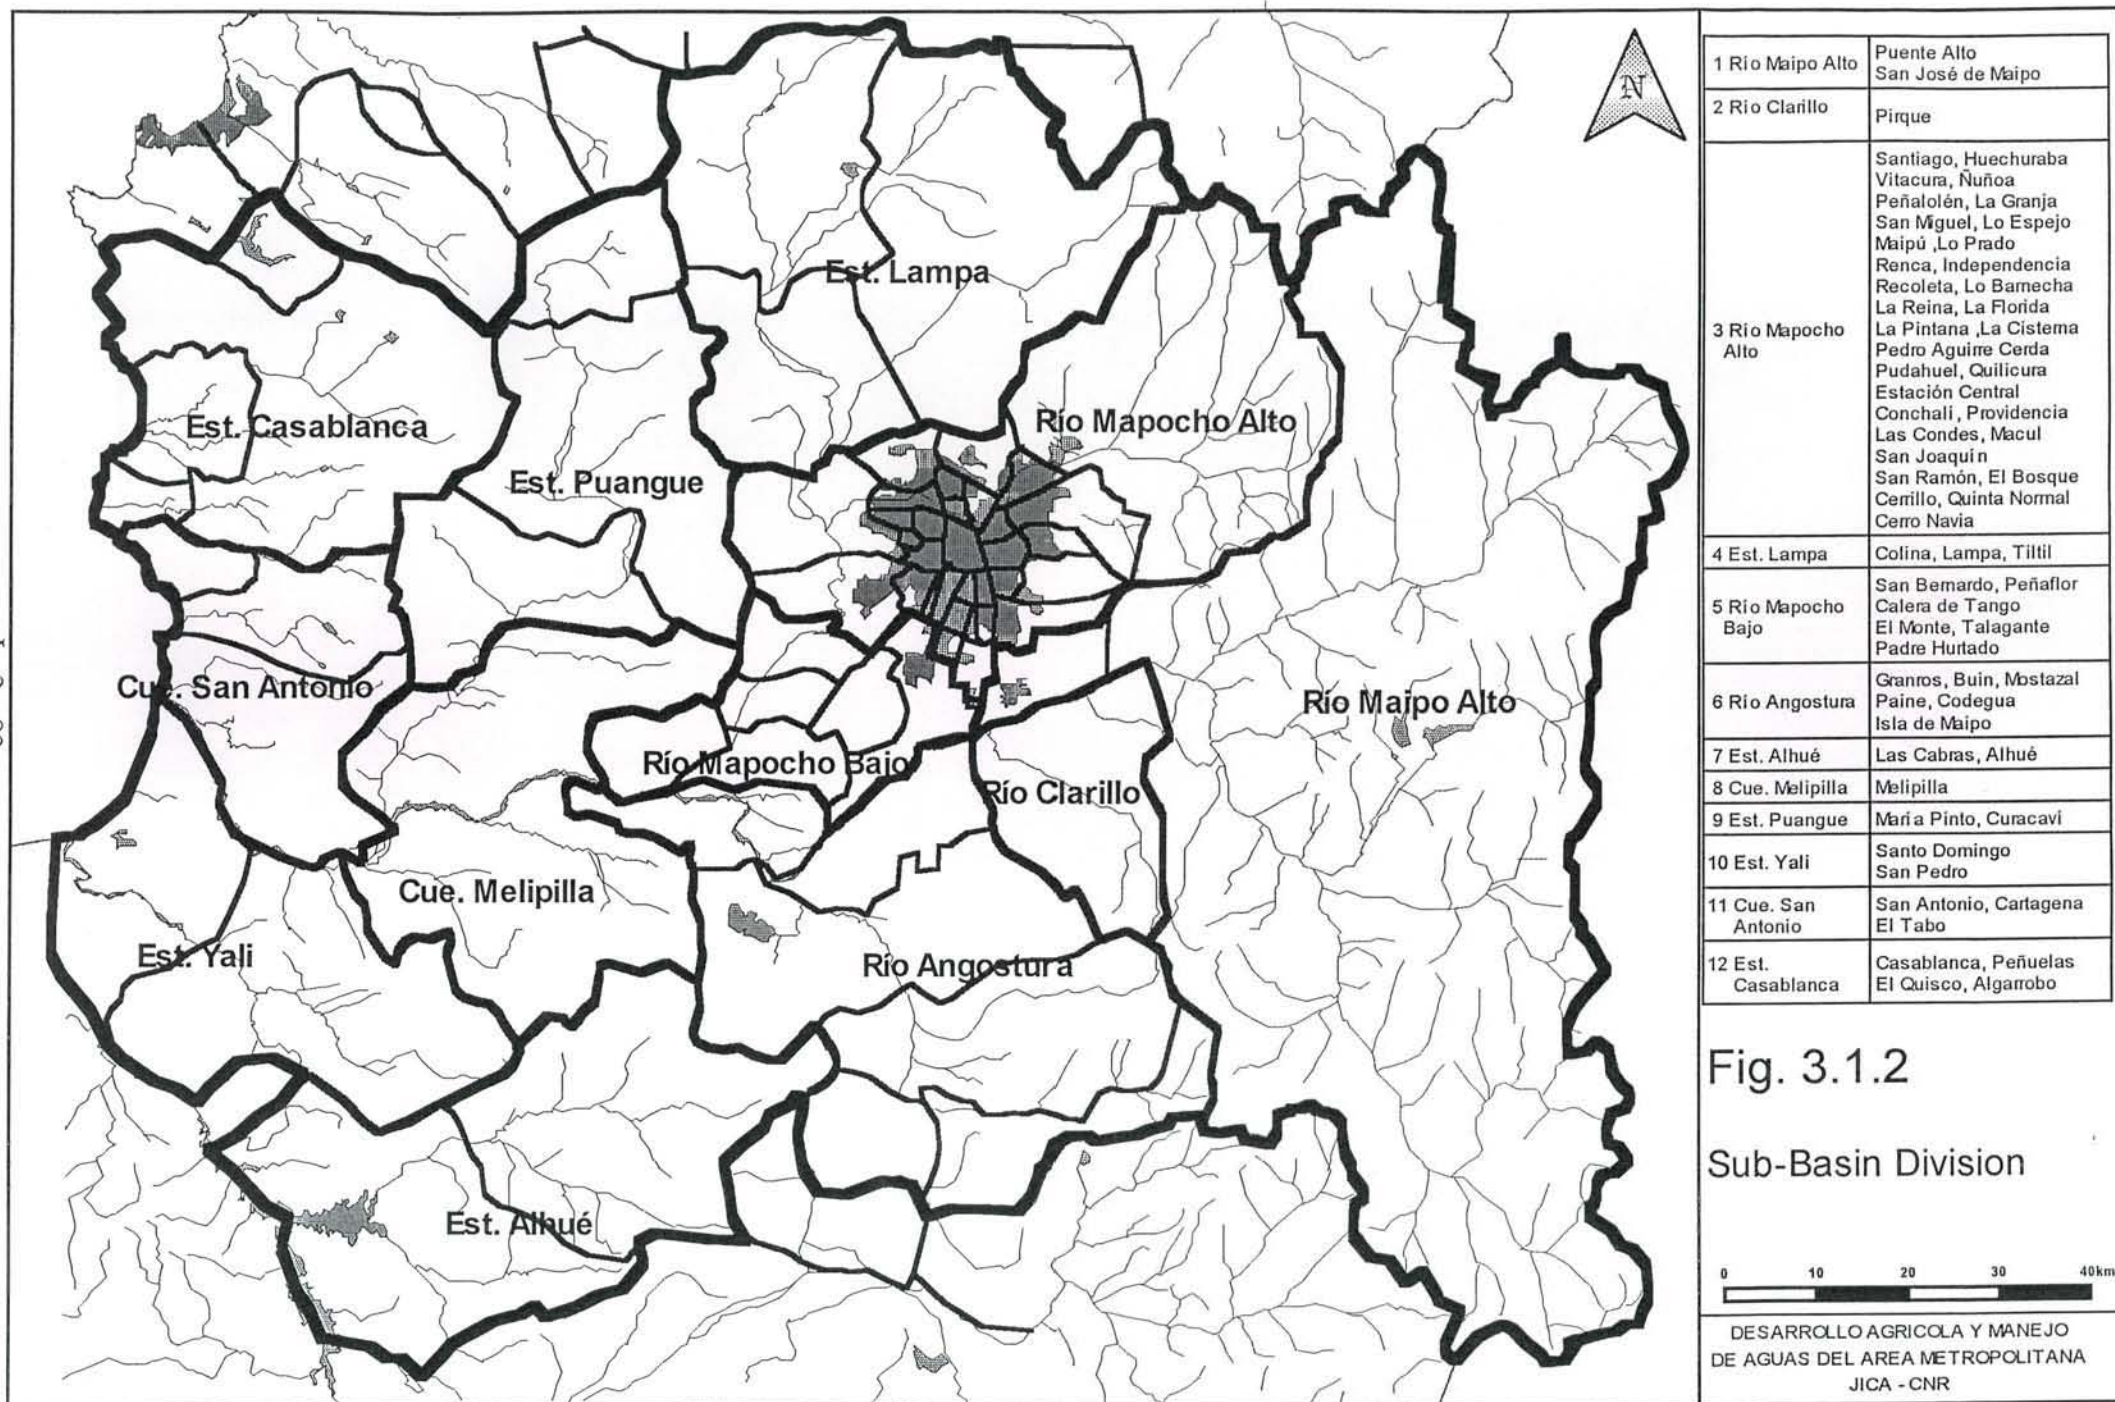 Est. Lampa
Río Mapocho Alto
Est. Casablanca
Est. Puangue
Cue. San Antonio
Río Maipo Alto
Río Mapocho Bajo
Río Clarillo
Cue. Melipilla
Est. Yali
Río Angostura
Est. Alhué
N
1 Río Maipo Alto
Puente Alto
San José de Maipo
2 Río Clarillo
Pirque
3 Río Mapocho
Alto
Santiago, Huechuraba
Vitacura, Ñuñoa
Peñalolén, La Granja
San Miguel, Lo Espejo
Maipú ,Lo Prado
Renca, Independencia
Recoleta, Lo Barnecha
La Reina, La Florida
La Pintana ,La Cisterna
Pedro Aguirre Cerda
Pudahuel, Quilicura
Estación Central
Conchalí, Providencia
Las Condes, Macul
San Joaquín
San Ramón, El Bosque
Cerrillo, Quinta Normal
Cerro Navia
4 Est. Lampa
Colina, Lampa, Tiltil
5 Río Mapocho
Bajo
San Bernardo, Peñaflor
Calera de Tango
El Monte, Talagante
Padre Hurtado
6 Río Angostura
Granros, Buin, Mostazal
Paine, Codegua
Isla de Maipo
7 Est. Alhué
Las Cabras, Alhué
8 Cue. Melipilla
Melipilla
9 Est. Puangue
María Pinto, Curacaví
10 Est. Yali
Santo Domingo
San Pedro
11 Cue. San
Antonio
San Antonio, Cartagena
El Tabo
12 Est.
Casablanca
Casablanca, Peñuelas
El Quisco, Algarrobo
Fig. 3.1.2
Sub-Basin Division
0 10 20 30 40km
DESARROLLO AGRICOLA Y MANEJO
DE AGUAS DEL AREA METROPOLITANA
JICA - CNR